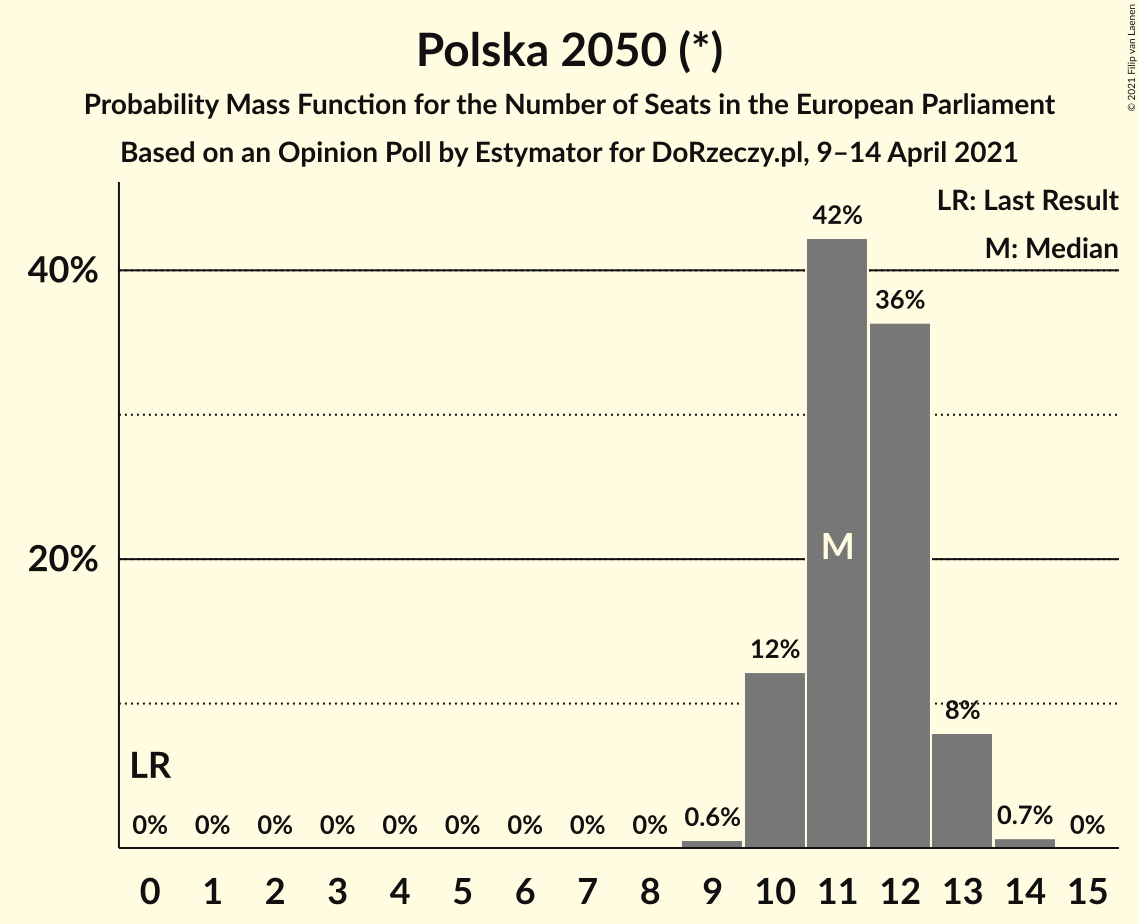 Polska 2050 (*)
Probability Mass Function for the Number of Seats in the European Parliament
Based on an Opinion Poll by Estymator for DoRzeczy.pl, 9–14 April 2021
© 2021 Filip van Laenen
LR: Last Result
M: Median
40%
20%
42%
36%
M
12%
8%
LR
0% 0% 0% 0% 0% 0% 0% 0% 0% 0.6% 0.7% 0%
0 1 2 3 4 5 6 7 8 9 10 11 12 13 14 15